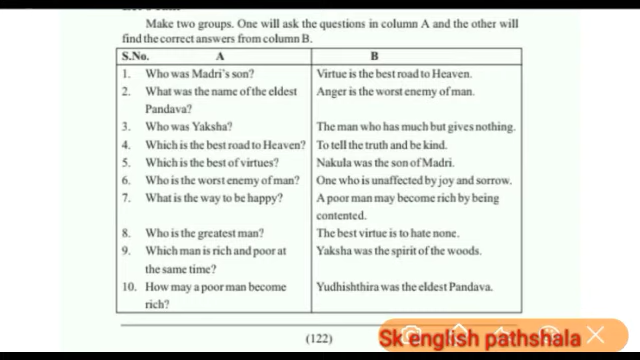 Make two groups. One will ask the questions in column A and the other will
find the correct answers from column B.
S.No. A B
1. Who was Madri's son? Virtue is the best road to Heaven.
2. What was the name of the eldest Anger is the worst enemy of man.
Pandava?
3. Who was Yaksha? The man who has much but gives nothing.
4. Which is the best road to Heaven? To tell the truth and be kind.
5. Which is the best of virtues? Nakula was the son of Madri.
6. Who is the worst enemy of man? One who is unaffected by joy and sorrow.
7. What is the way to be happy? A poor man may become rich by being
contented.
8. Who is the greatest man? The best virtue is to hate none.
9. Which man is rich and poor at Yaksha was the spirit of the woods.
the same time?
10. How may a poor man become Yudhishthira was the eldest Pandava.
rich?
(122)
Sk english pathshala